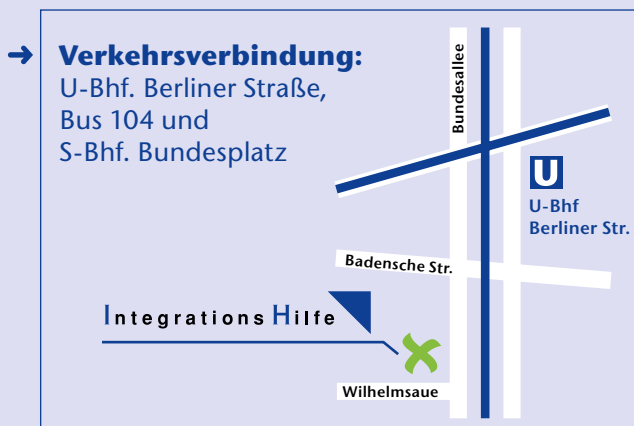 ➔ Verkehrsverbindung:
U-Bhf. Berliner Straße,
Bus 104 und
S-Bhf. Bundesplatz
Bundesallee
U
U-Bhf
Berliner Str.
Badensche Str.
IntegrationsHilfe
Wilhelmsaue